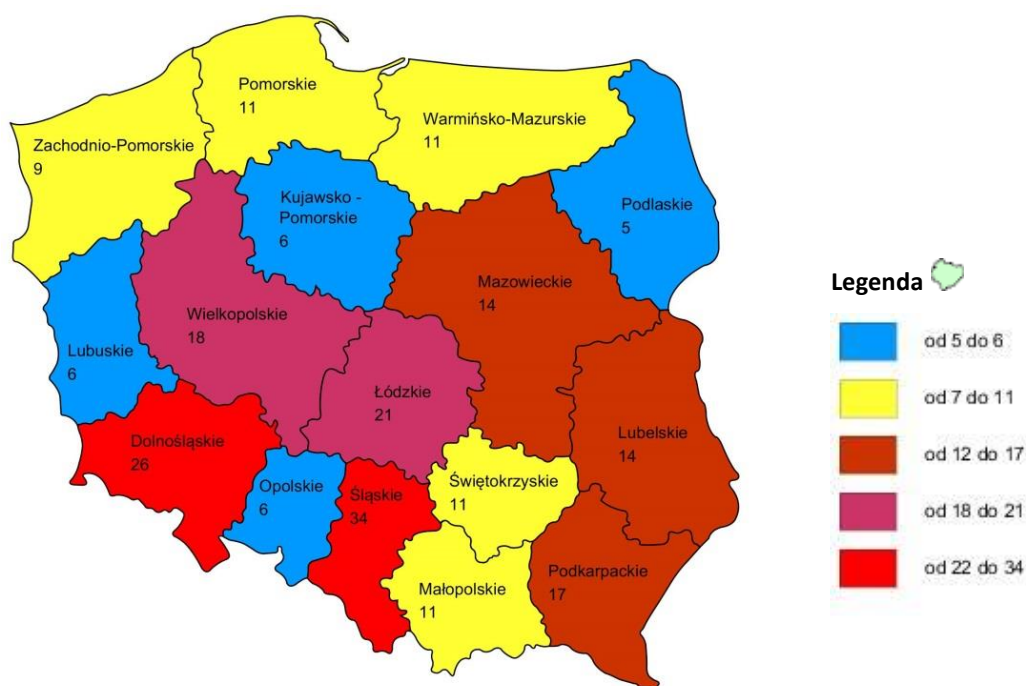 Pomorskie
11
Warmińsko-Mazurskie
11
Zachodnio-Pomorskie
9
Kujawsko -
Pomorskie
6
Podlaskie
5
Mazowieckie
14
Wielkopolskie
18
Lubuskie
6
Łódzkie
21
Lubelskie
14
Dolnośląskie
26
Opolskie
6
Śląskie
34
Świętokrzyskie
11
Małopolskie
11
Podkarpackie
17
Legenda
od 5 do 6
od 7 do 11
od 12 do 17
od 18 do 21
od 22 do 34